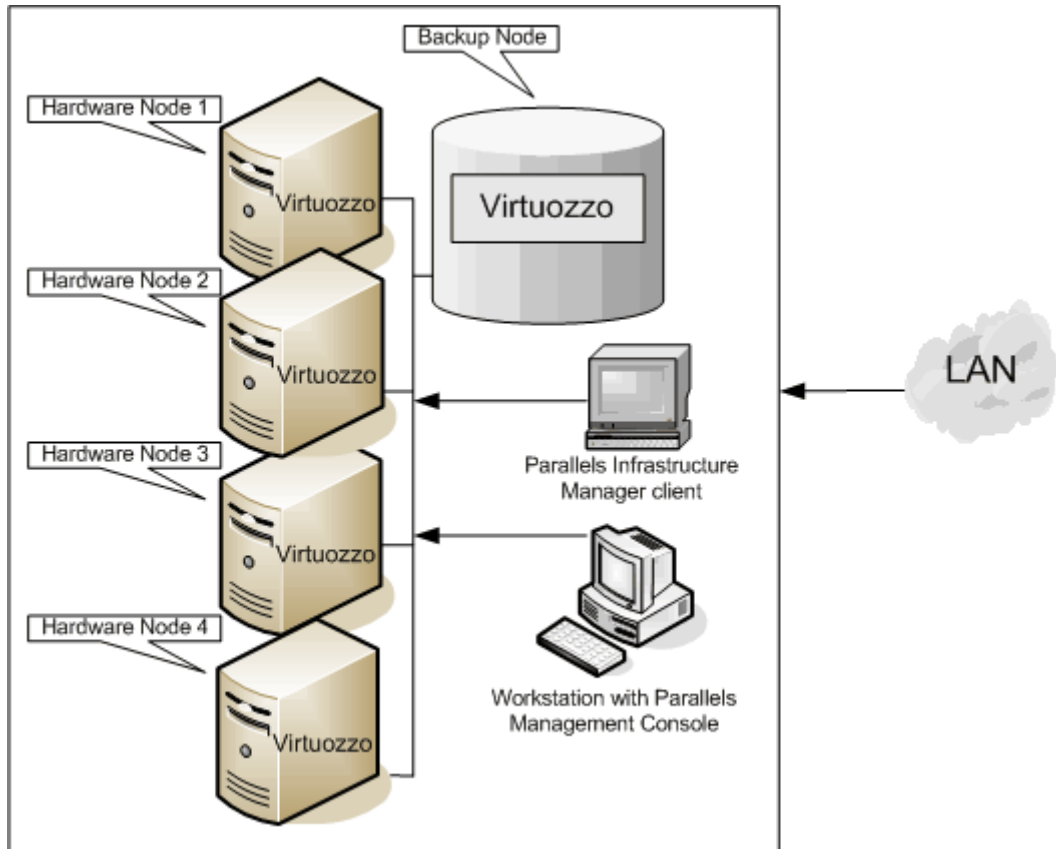 Backup Node
Hardware Node 1
Virtuozzo
Virtuozzo
Hardware Node 2
Virtuozzo
LAN
Hardware Node 3
Parallels Infrastructure
Manager client
Virtuozzo
Hardware Node 4
Workstation with Parallels
Management Console
Virtuozzo